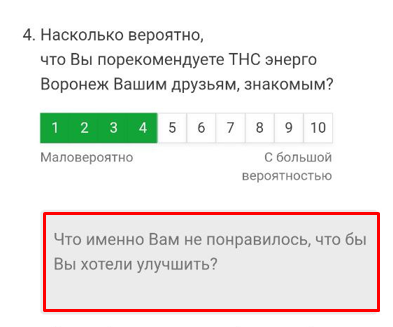 4. Насколько вероятно,
что Вы порекомендуете ТНС энерго
Воронеж Вашим друзьям, знакомым?
1 2 3 4 5 6 7 8 9 10
Маловероятно С большой
вероятностью
Что именно Вам не понравилось, что бы
Вы хотели улучшить?